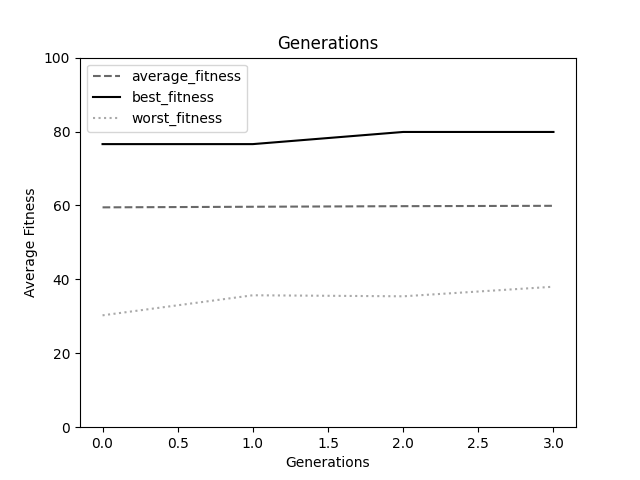 Generations
100
80
60
40
20
0
average_fitness
best_fitness
worst_fitness
Average Fitness
0.0 0.5 1.0 1.5 2.0 2.5 3.0
Generations